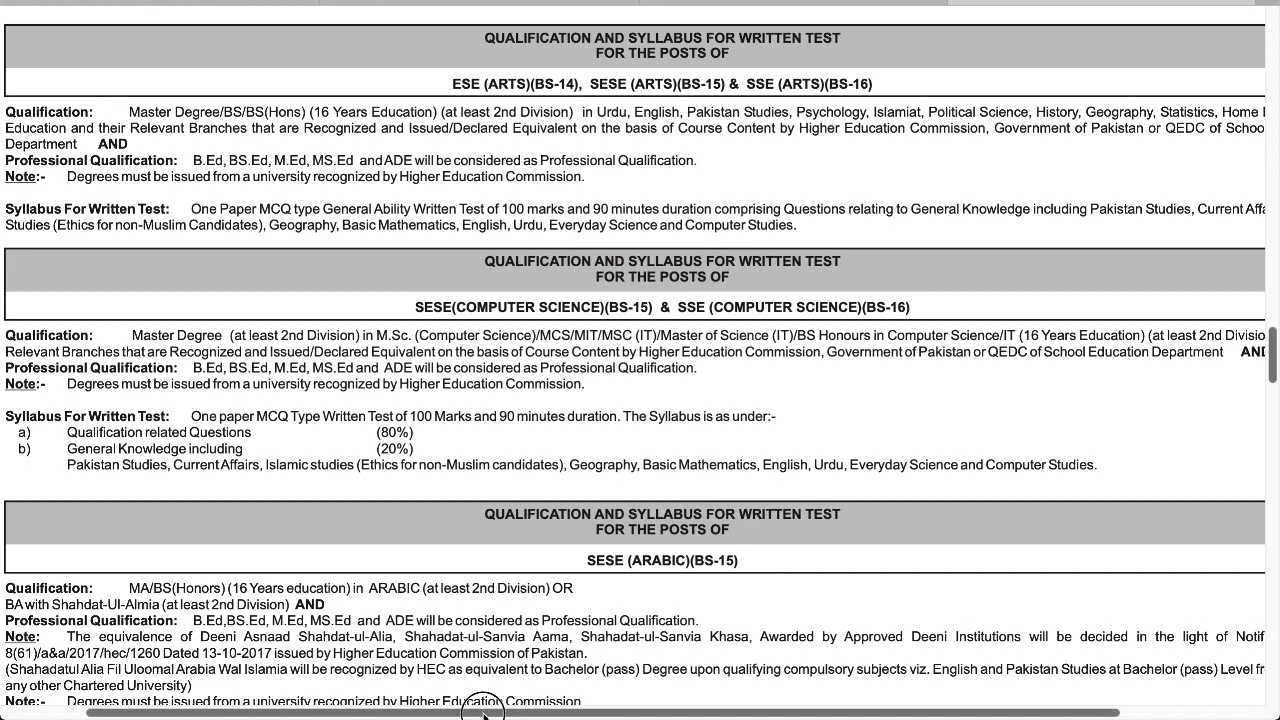 QUALIFICATION AND SYLLABUS FOR WRITTEN TEST
FOR THE POSTS OF
ESE (ARTS)(BS-14), SESE (ARTS)(BS-15) & SSE (ARTS)(BS-16)
Qualification: Master Degree/BS/BS(Hons) (16 Years Education) (at least 2nd Division) in Urdu, English, Pakistan Studies, Psychology, Islamiat, Political Science, History, Geography, Statistics, Home
Education and their Relevant Branches that are Recognized and Issued/Declared Equivalent on the basis of Course Content by Higher Education Commission, Government of Pakistan or QEDC of Schoo
Department AND
Professional Qualification: B.Ed, BS.Ed, M.Ed, MS.Ed and ADE will be considered as Professional Qualification.
Note:- Degrees must be issued from a university recognized by Higher Education Commission.
Syllabus For Written Test: One Paper MCQ type General Ability Written Test of 100 marks and 90 minutes duration comprising Questions relating to General Knowledge including Pakistan Studies, Current Affa
Studies (Ethics for non-Muslim Candidates), Geography, Basic Mathematics, English, Urdu, Everyday Science and Computer Studies.
QUALIFICATION AND SYLLABUS FOR WRITTEN TEST
FOR THE POSTS OF
SESE(COMPUTER SCIENCE)(BS-15) & SSE (COMPUTER SCIENCE)(BS-16)
Qualification: Master Degree (at least 2nd Division) in M.Sc. (Computer Science)/MCS/MIT/MSC (IT)/Master of Science (IT)/BS Honours in Computer Science/IT (16 Years Education) (at least 2nd Divisio
Relevant Branches that are Recognized and Issued/Declared Equivalent on the basis of Course Content by Higher Education Commission, Government of Pakistan or QEDC of School Education Department AND
Professional Qualification: B.Ed, BS.Ed, M.Ed, MS.Ed and ADE will be considered as Professional Qualification.
Note:- Degrees must be issued from a university recognized by Higher Education Commission.
Syllabus For Written Test: One paper MCQ Type Written Test of 100 Marks and 90 minutes duration. The Syllabus is as under:-
a) Qualification related Questions (80%)
b) General Knowledge including (20%)
Pakistan Studies, Current Affairs, Islamic studies (Ethics for non-Muslim candidates), Geography, Basic Mathematics, English, Urdu, Everyday Science and Computer Studies.
QUALIFICATION AND SYLLABUS FOR WRITTEN TEST
FOR THE POSTS OF
SESE (ARABIC)(BS-15)
Qualification: MA/BS(Honors) (16 Years education) in ARABIC (at least 2nd Division) OR
BA with Shahdat-Ul-Almia (at least 2nd Division) AND
Professional Qualification: B.Ed,BS.Ed, M.Ed, MS.Ed and ADE will be considered as Professional Qualification.
Note: The equivalence of Deeni Asnaad Shahdat-ul-Alia, Shahadat-ul-Sanvia Aama, Shahadat-ul-Sanvia Khasa, Awarded by Approved Deeni Institutions will be decided in the light of Notif
8(61)/a&a/2017/hec/1260 Dated 13-10-2017 issued by Higher Education Commission of Pakistan.
(Shahadatul Alia Fil Uloomal Arabia Wal Islamia will be recognized by HEC as equivalent to Bachelor (pass) Degree upon qualifying compulsory subjects viz. English and Pakistan Studies at Bachelor (pass) Level fr
any other Chartered University)
Note:- Degrees must be issued from a university recognized by Higher Education Commission